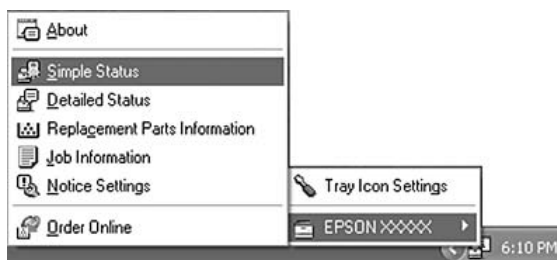 About
Simple Status
Detailed Status
Replacement Parts Information
Job Information
Notice Settings
Order Online
Tray Icon Settings
EPSON XXXXX
6:10 PM